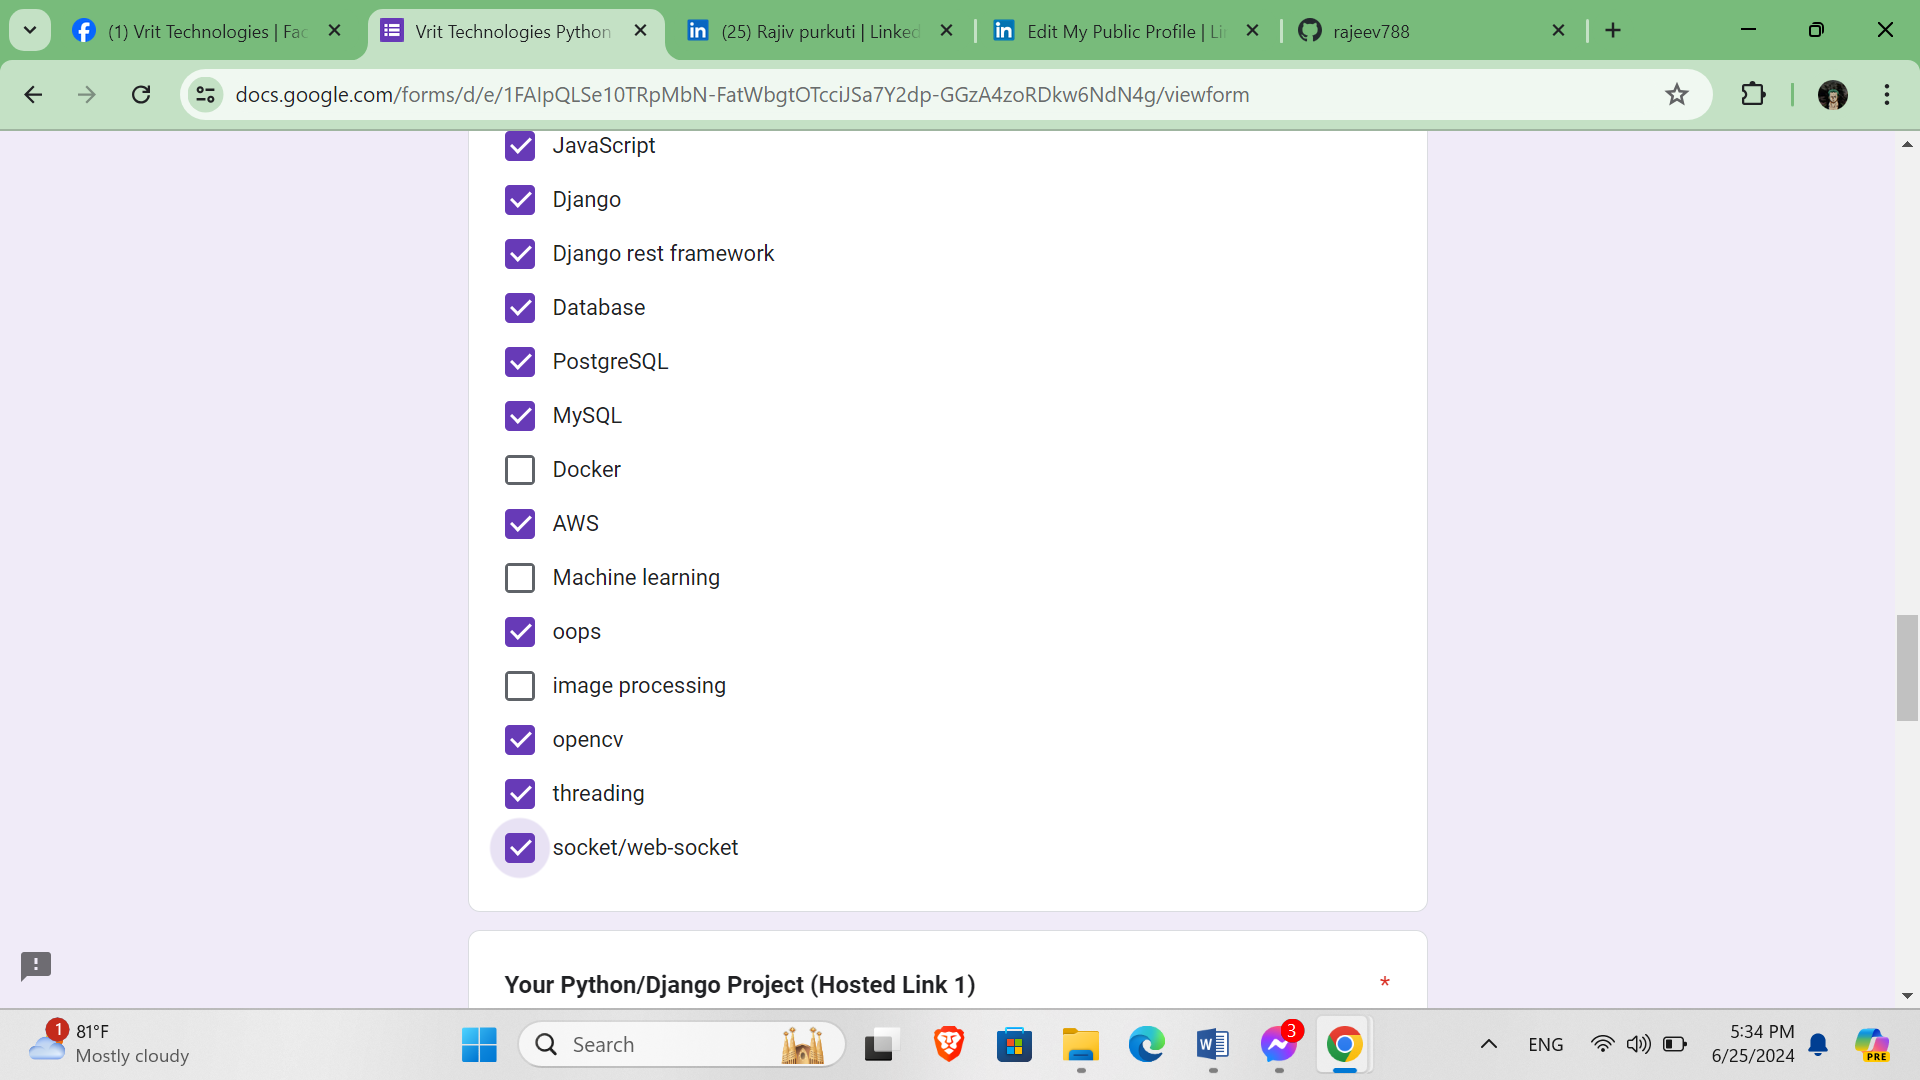 (1) Vrit Technologies | Fac
Vrit Technologies Python
(25) Rajiv purkuti | Linked
Edit My Public Profile | Li
rajeev788
docs.google.com/forms/d/e/1FAIpQLSe10TRpMbN-FatWbgtOTcciJSa7Y2dp-GGzA4zoRDkw6NdN4g/viewform
JavaScript
Django
Django rest framework
Database
PostgreSQL
MySQL
Docker
AWS
Machine learning
oops
image processing
opencv
threading
socket/web-socket
Your Python/Django Project (Hosted Link 1) *
1
81°F
Mostly cloudy
Search
3
ENG
5:34 PM
6/25/2024
PRE